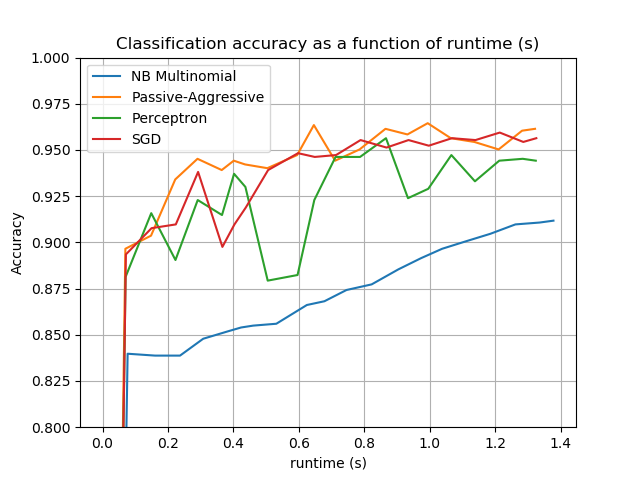 Classification accuracy as a function of runtime (s)
NB Multinomial
Passive-Aggressive
Perceptron
SGD
Accuracy
1.000
0.975
0.950
0.925
0.900
0.875
0.850
0.825
0.800
0.0 0.2 0.4 0.6 0.8 1.0 1.2 1.4
runtime (s)